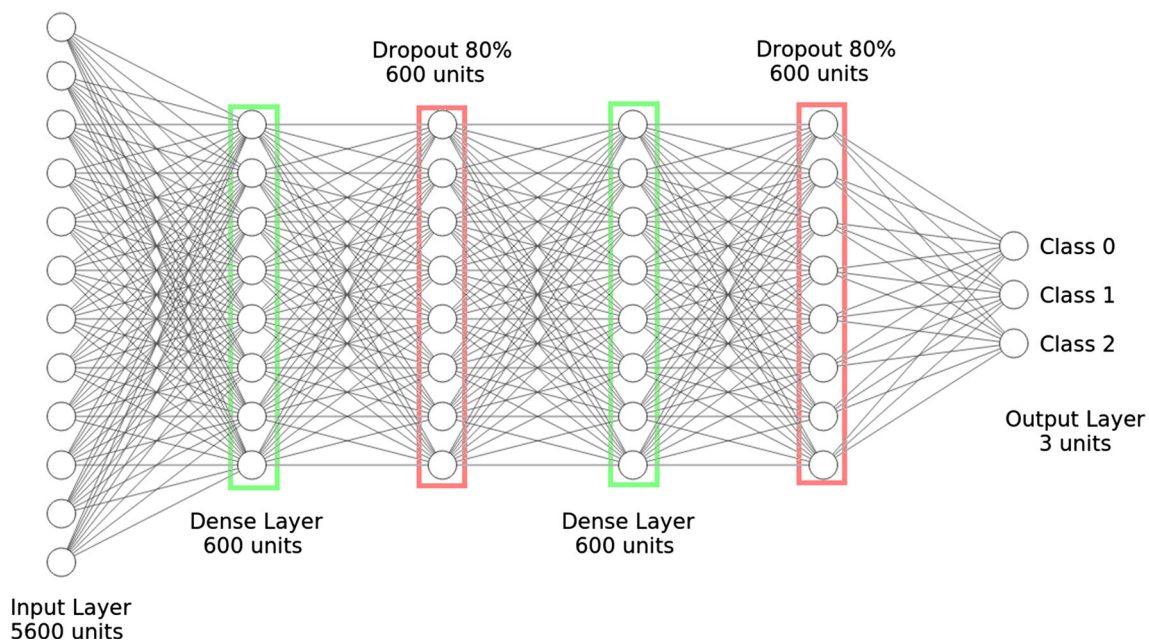 Dropout 80%
600 units
Dropout 80%
600 units
Class 0
Class 1
Class 2
Output Layer
3 units
Dense Layer
600 units
Dense Layer
600 units
Input Layer
5600 units